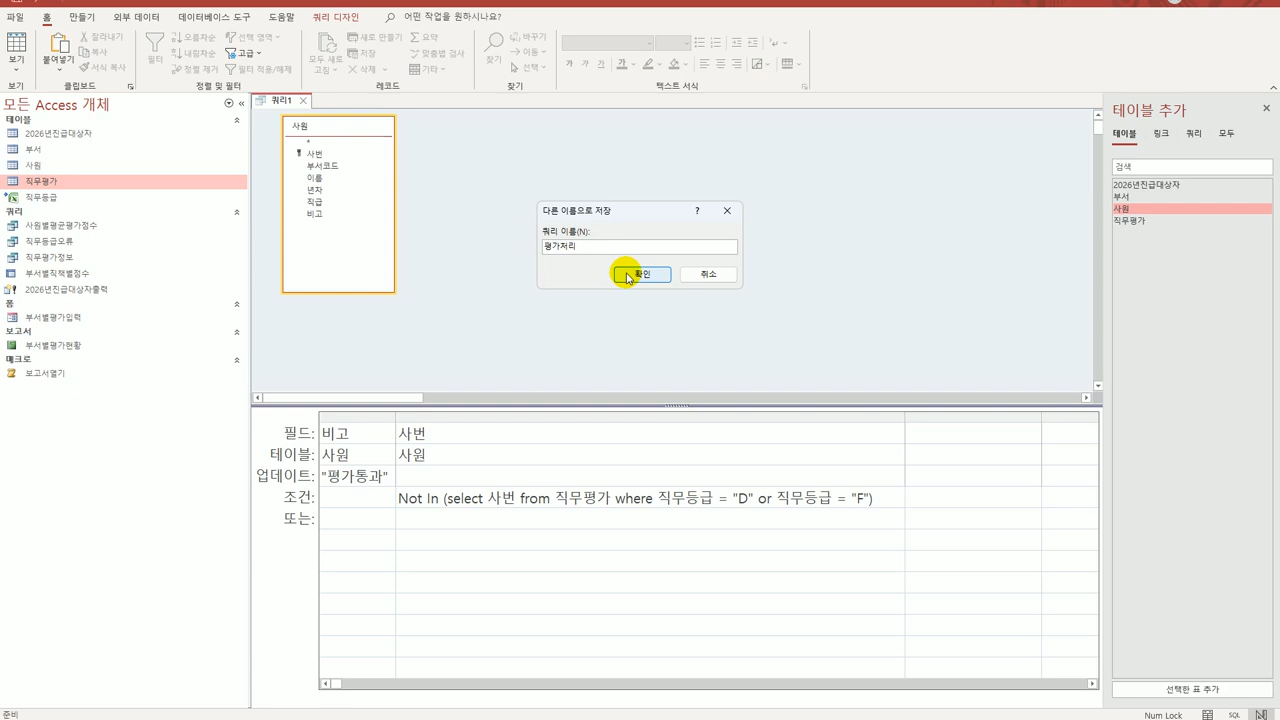 파일 홈 만들기 외부 데이터 데이터베이스 도구 도움말 쿼리 디자인 어떤 작업을 원하시나요?
보기 붙여넣기 잘라내기 복사 서식 복사 필터 오름차순 내림차순 정렬 제거 선택 영역 고급 필터 적용/해제 모두 새로 고침 새로 만들기 저장 삭제 요약 맞춤법 검사 기타 찾기 바꾸기 이동 선택 가 가 가
보기 클립보드 정렬 및 필터 레코드 찾기 텍스트 서식
모든 Access 개체
테이블
2026년진급대상자
부서
사원
직무평가
직무등급
쿼리
사원별평균평가점수
직무등급오류
직무평가정보
부서별직책별점수
2026년진급대상자출력
폼
부서별평가입력
보고서
부서별평가현황
매크로
보고서열기
쿼리1
사원
*
사번
부서코드
이름
년차
직급
비고
다른 이름으로 저장 ?
쿼리 이름(N):
평가처리
확인 취소
필드: 비고 사번
테이블: 사원 사원
업데이트: "평가통과"
조건: Not In (select 사번 from 직무평가 where 직무등급 = "D" or 직무등급 = "F")
또는:
테이블 추가
테이블 링크 쿼리 모두
검색
2026년진급대상자
부서
사원
직무평가
선택한 표 추가
준비 Num Lock SQL